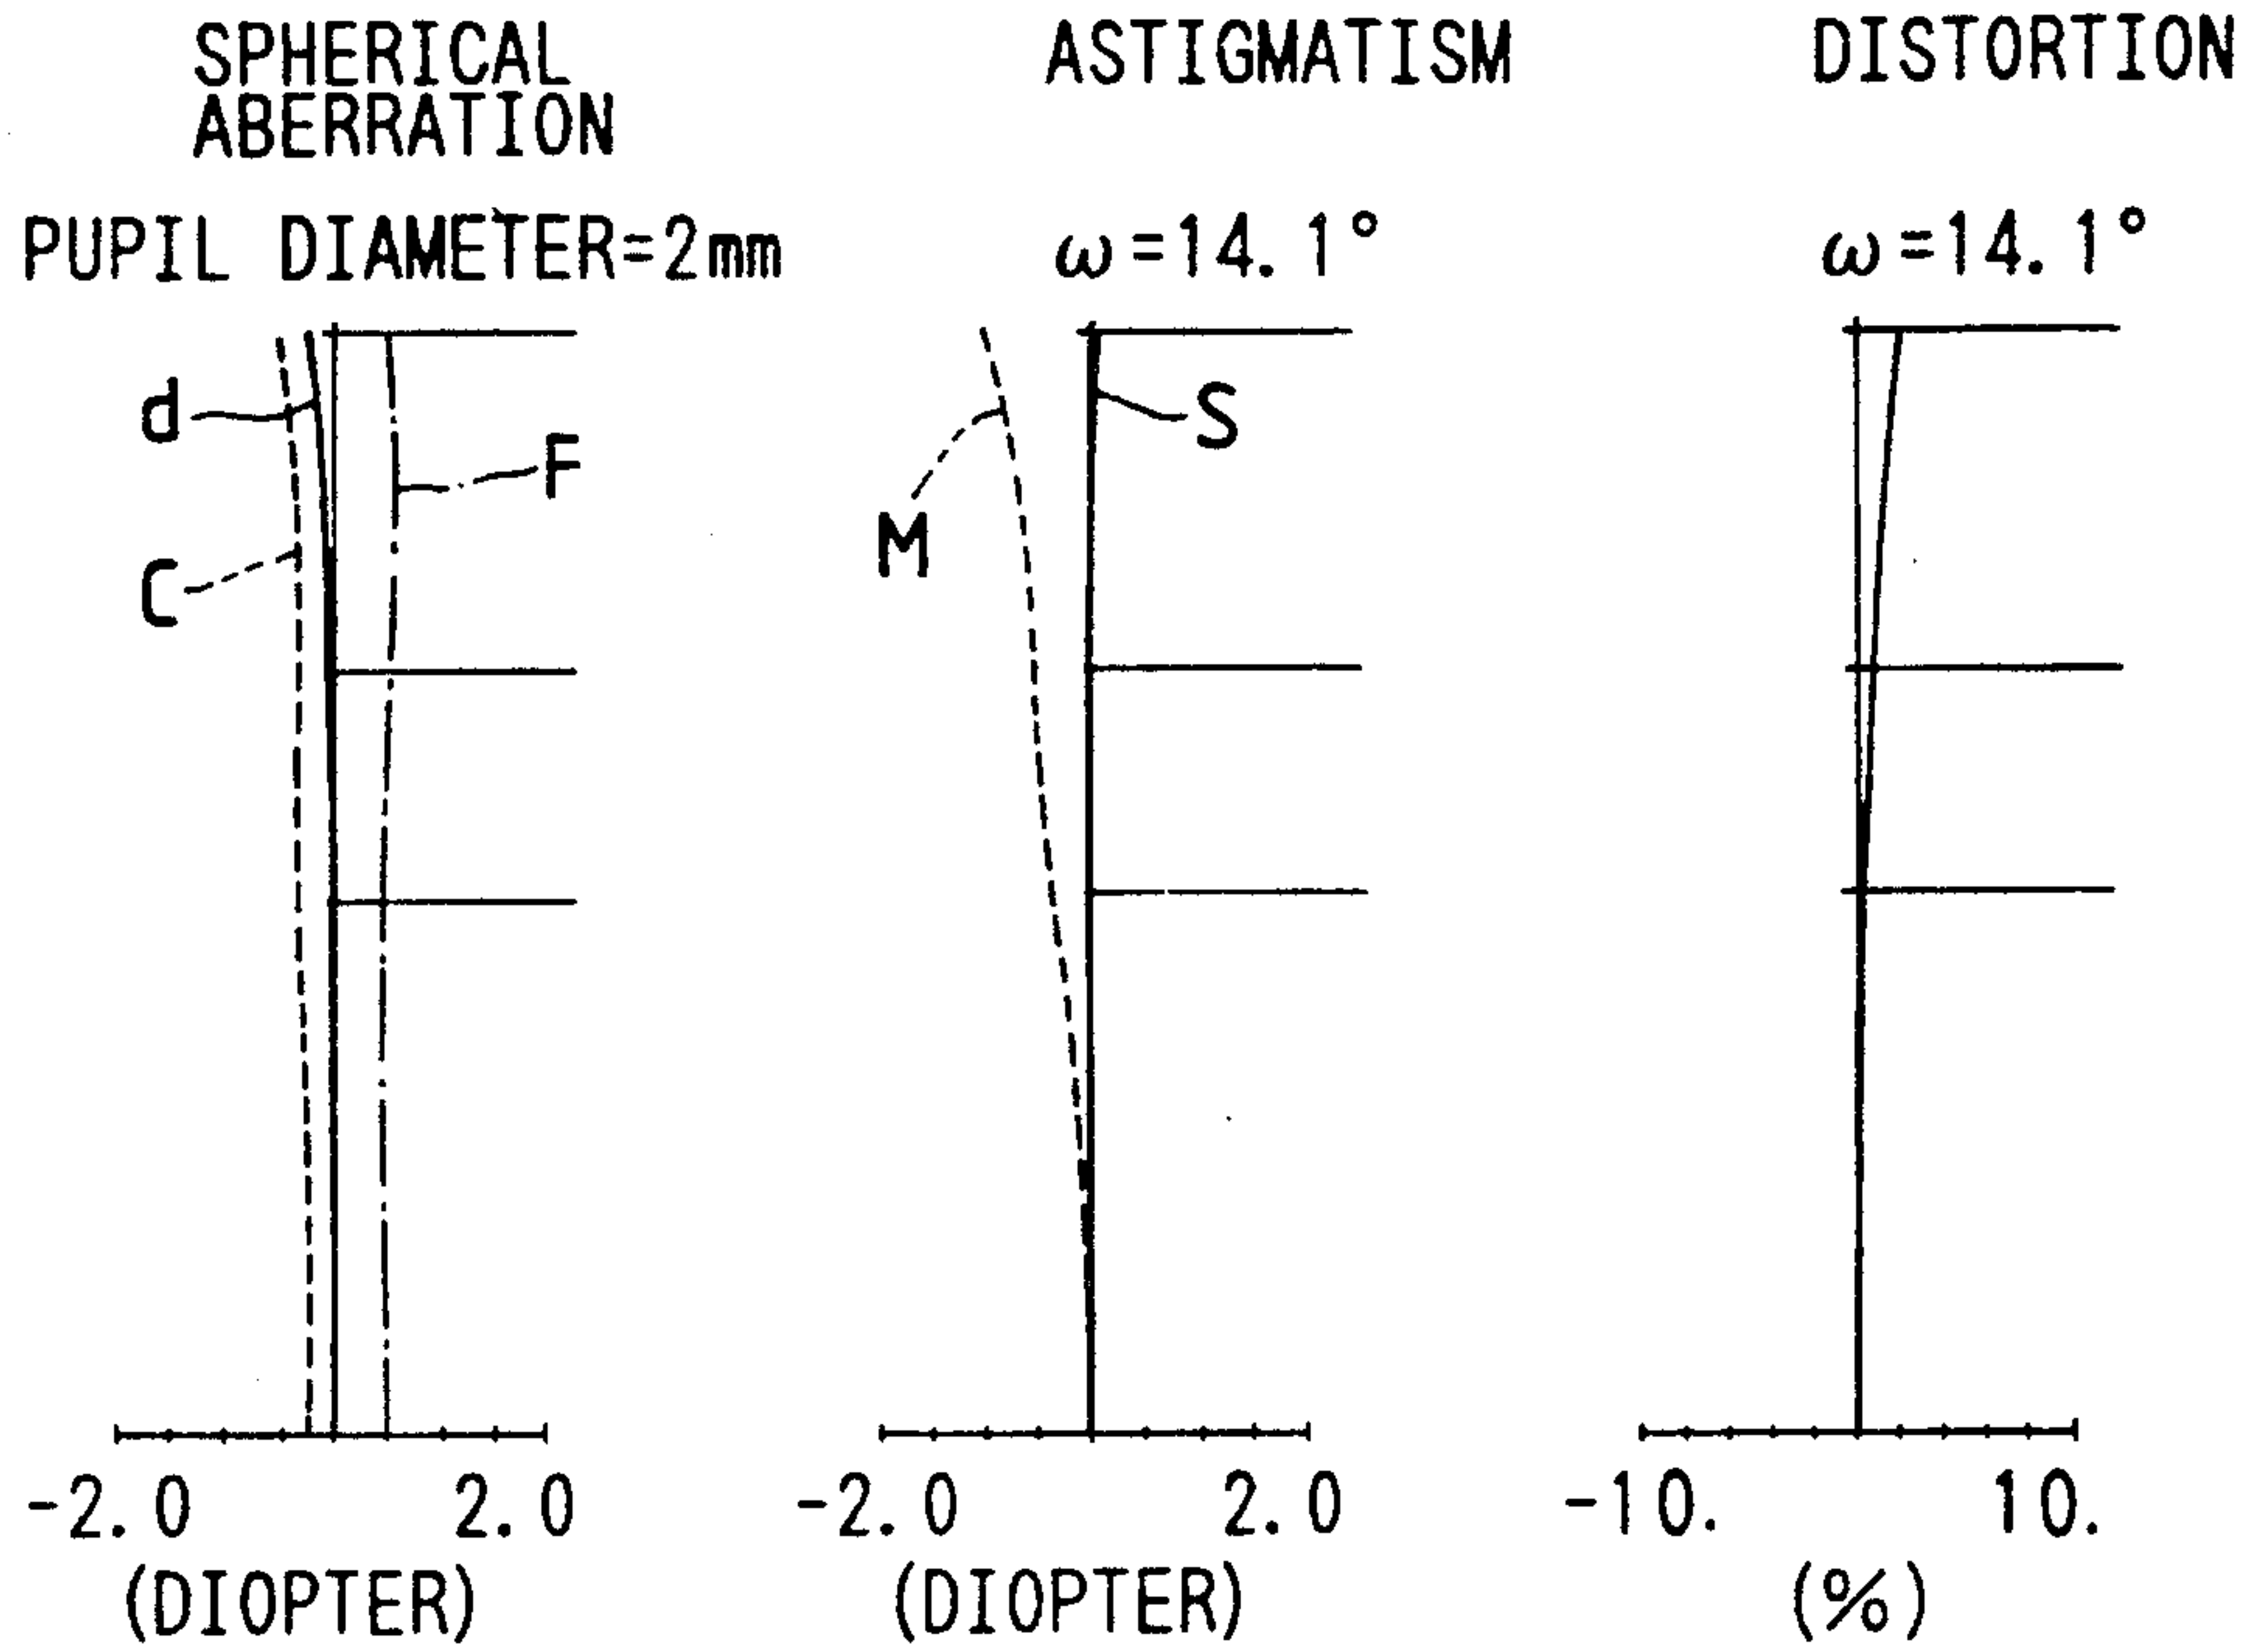 SPHERICAL
ABERRATION
PUPIL DIAMETER=2mm
d
C
F
-2.0 2.0
(DIOPTER)
ASTIGMATISM
ω=14.1°
M
S
-2.0 2.0
(DIOPTER)
DISTORTION
ω=14.1°
-10. 10.
(%)